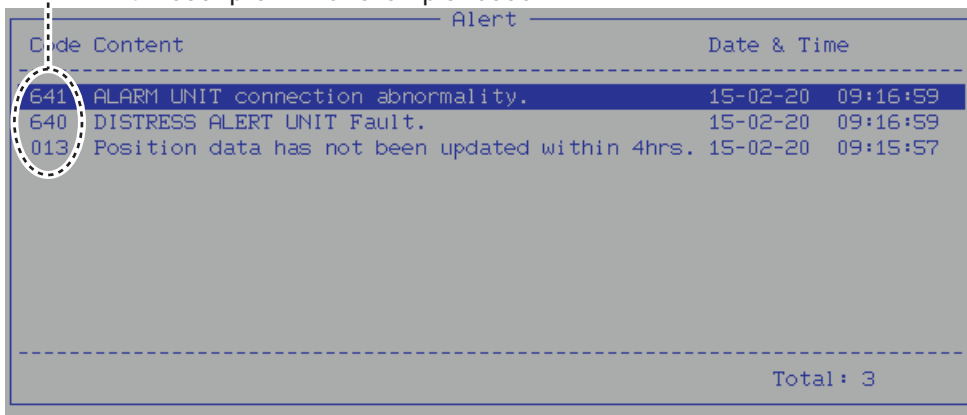 Alert
Code Content Date & Time
641 ALARM UNIT connection abnormality. 15-02-20 09:16:59
640 DISTRESS ALERT UNIT Fault. 15-02-20 09:16:59
013 Position data has not been updated within 4hrs. 15-02-20 09:15:57
Total: 3